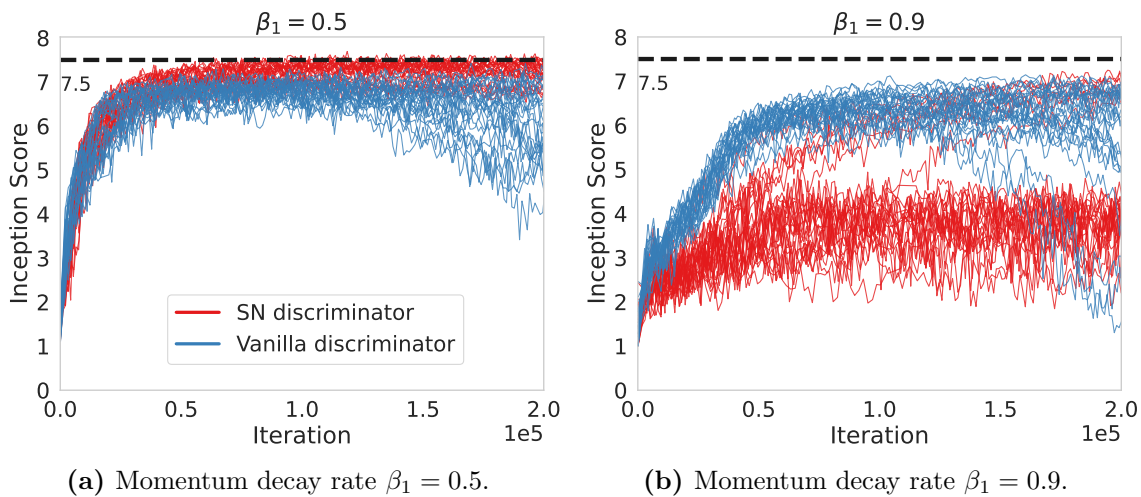 β₁ = 0.5
8
7
6
5
4
3
2
1
0
7.5
Inception Score
SN discriminator
Vanilla discriminator
0.0 0.5 1.0 1.5 2.0
1e5
Iteration
(a) Momentum decay rate β₁ = 0.5.
β₁ = 0.9
8
7
6
5
4
3
2
1
0
7.5
Inception Score
0.0 0.5 1.0 1.5 2.0
1e5
Iteration
(b) Momentum decay rate β₁ = 0.9.